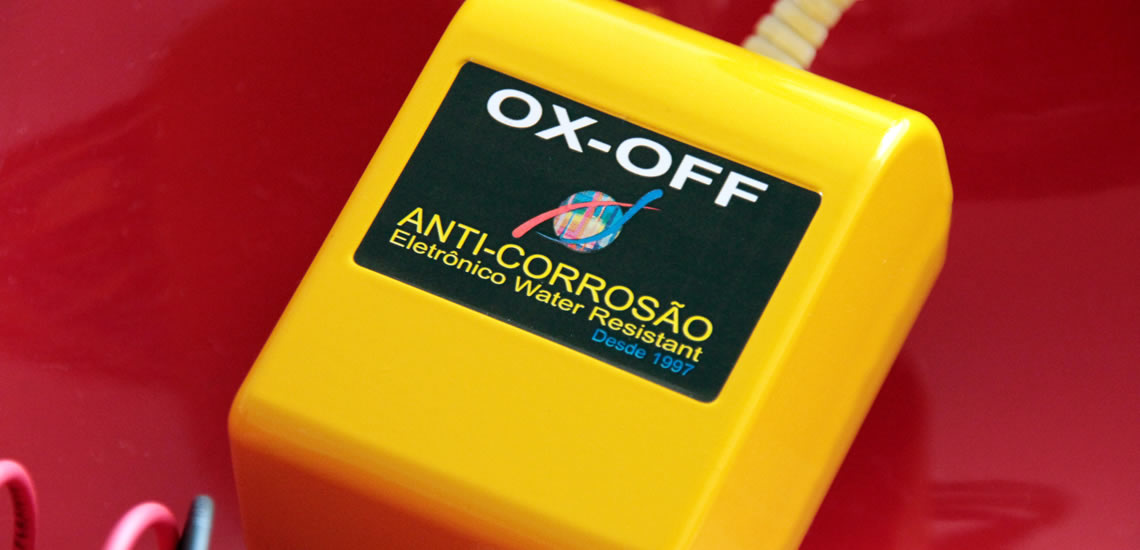 OX-OFF
ANTI-CORROSÃO
Eletrônico Water Resistant
Desde 1997